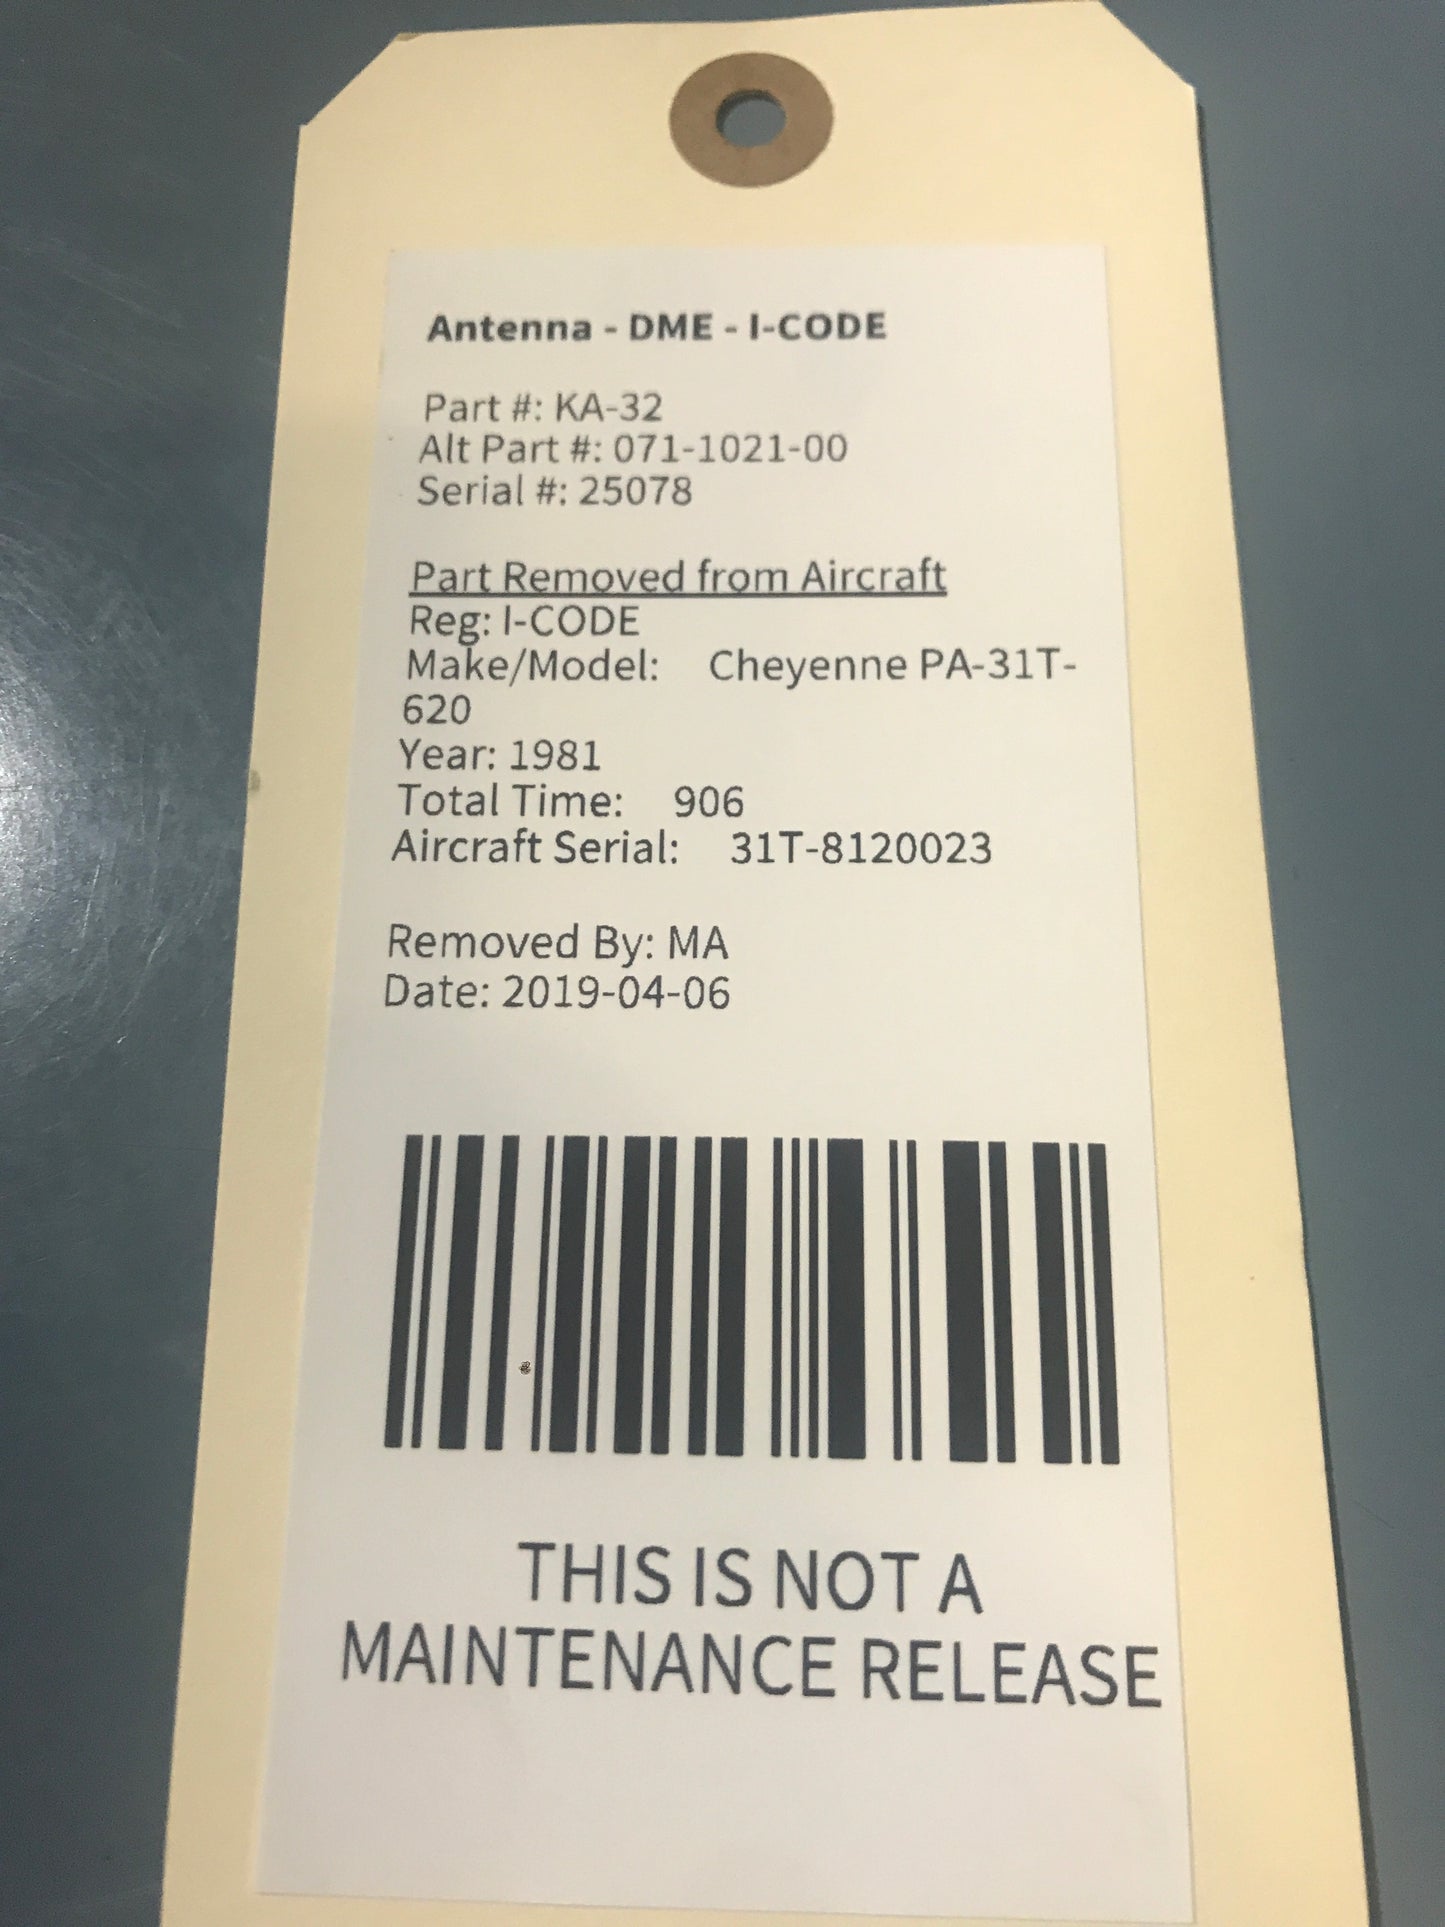 Antenna - DME - I-CODE
Part #: KA-32
Alt Part #: 071-1021-00
Serial #: 25078
Part Removed from Aircraft
Reg: I-CODE
Make/Model: Cheyenne PA-31T-
620
Year: 1981
Total Time: 906
Aircraft Serial: 31T-8120023
Removed By: MA
Date: 2019-04-06
THIS IS NOT A
MAINTENANCE RELEASE